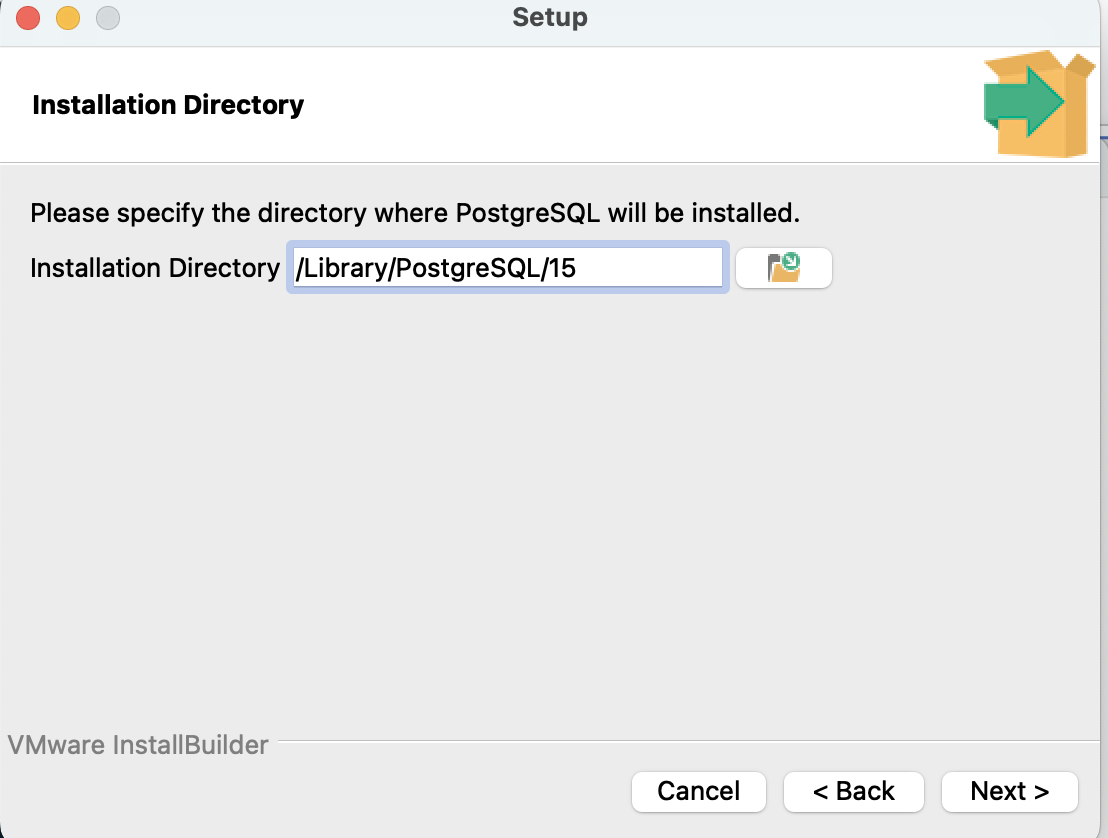 Setup
Installation Directory
Please specify the directory where PostgreSQL will be installed.
Installation Directory /Library/PostgreSQL/15
VMware InstallBuilder
Cancel < Back Next >